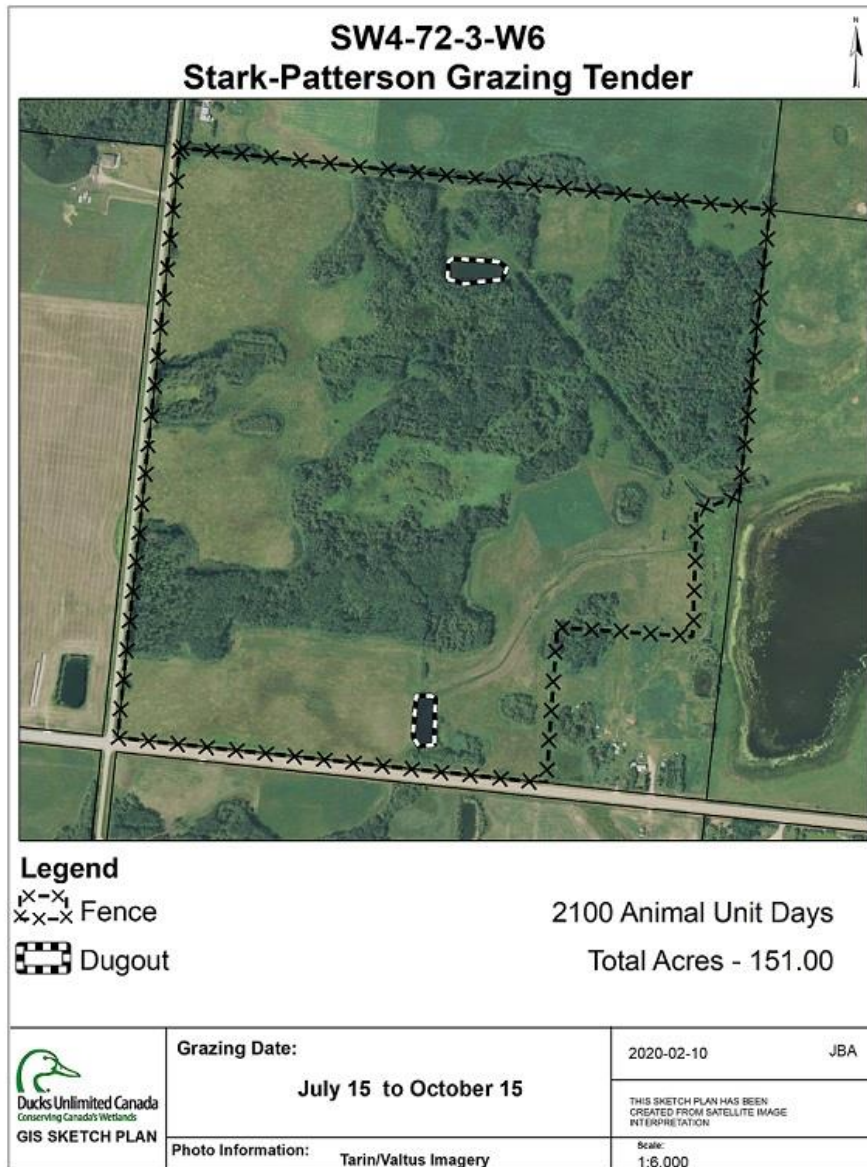 SW4-72-3-W6
Stark-Patterson Grazing Tender
N
Legend
Fence
Dugout
2100 Animal Unit Days
Total Acres - 151.00
Ducks Unlimited Canada
Conserving Canada's Wetlands
GIS SKETCH PLAN
Grazing Date:
July 15 to October 15
Photo Information:
Tarin/Valtus Imagery
2020-02-10 JBA
THIS SKETCH PLAN HAS BEEN
CREATED FROM SATELLITE IMAGE
INTERPRETATION
Scale:
1:6,000